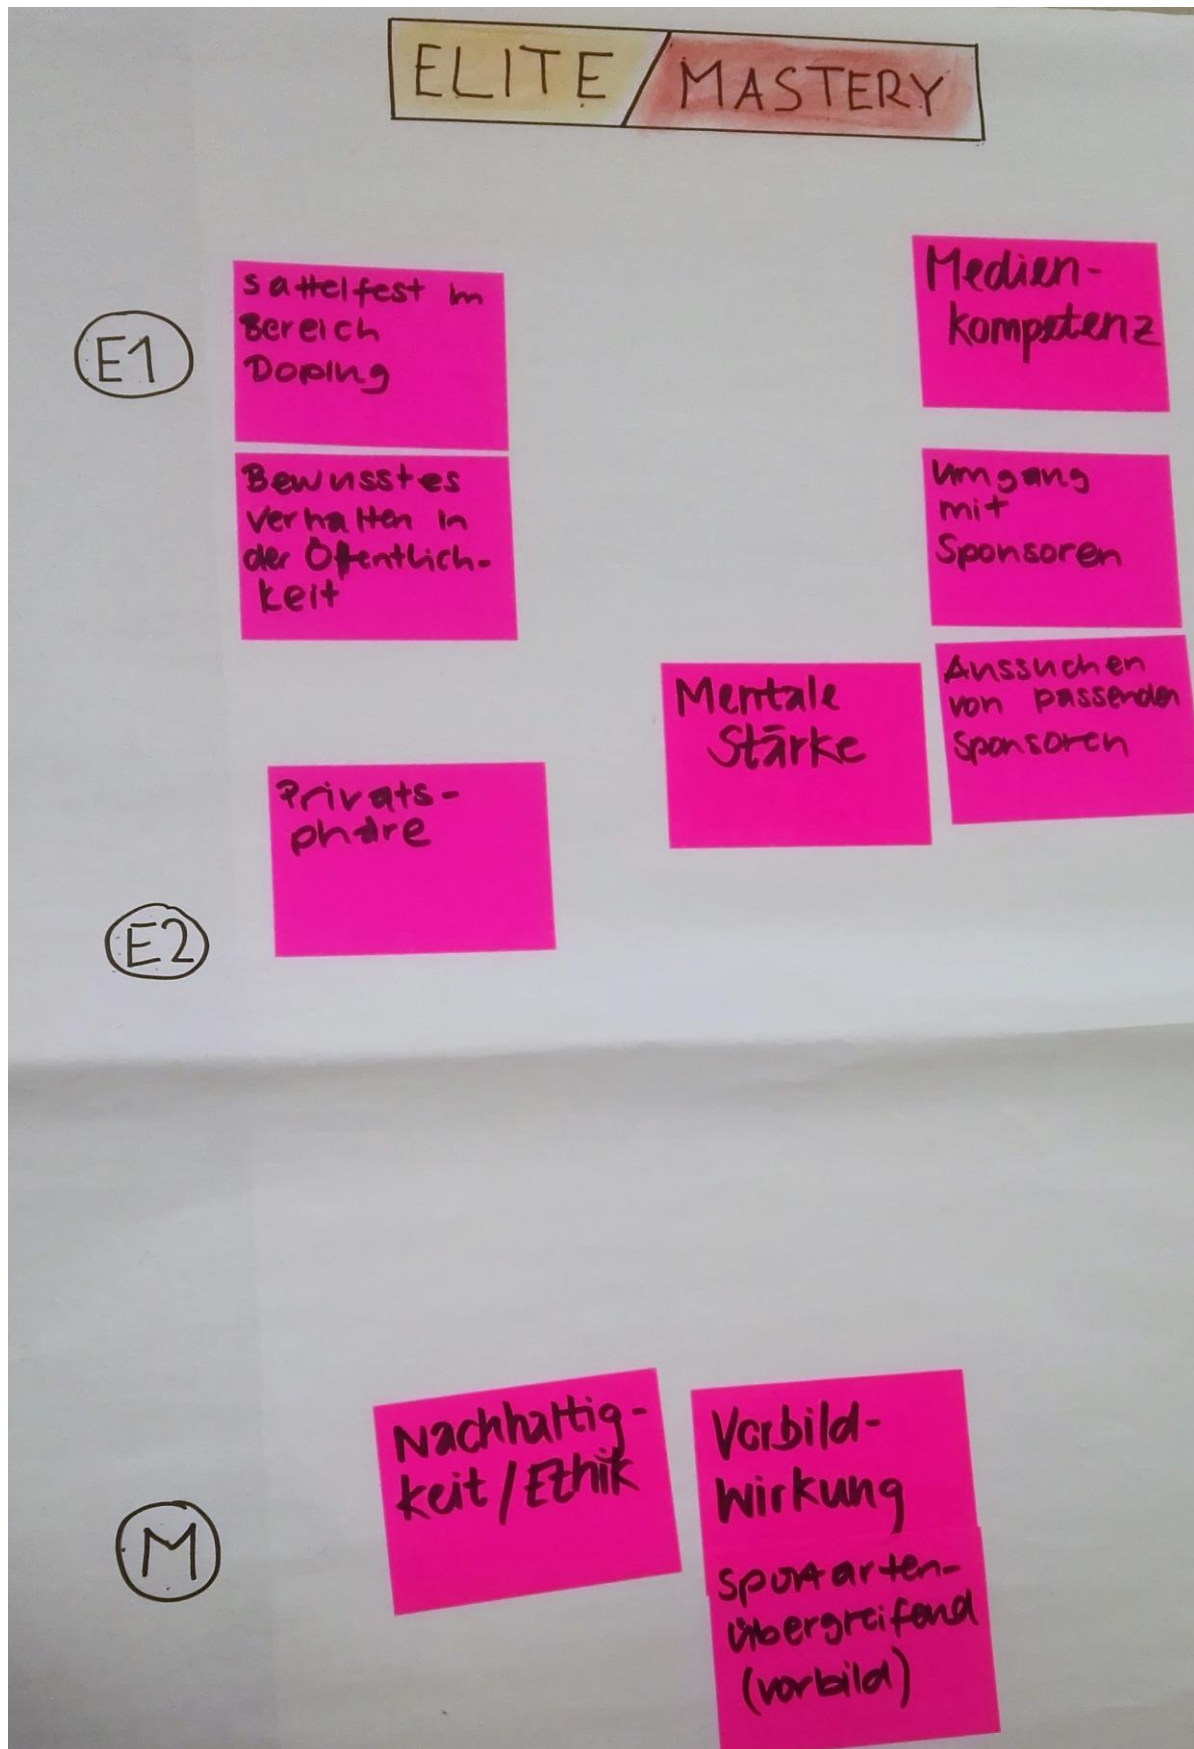 ELITE / MASTERY
E1
sattelfest im
Bereich
Doping
Bewusstes
Verhalten in
der Öffentlich-
keit
Medien-
kompetenz
Umgang
mit
Sponsoren
Aussuchen
von passenden
Sponsoren
Mentale
Stärke
Privats-
phäre
E2
M
Nachhaltig-
keit/Ethik
Vorbild-
wirkung
sportarten-
übergreifend
(vorbild)